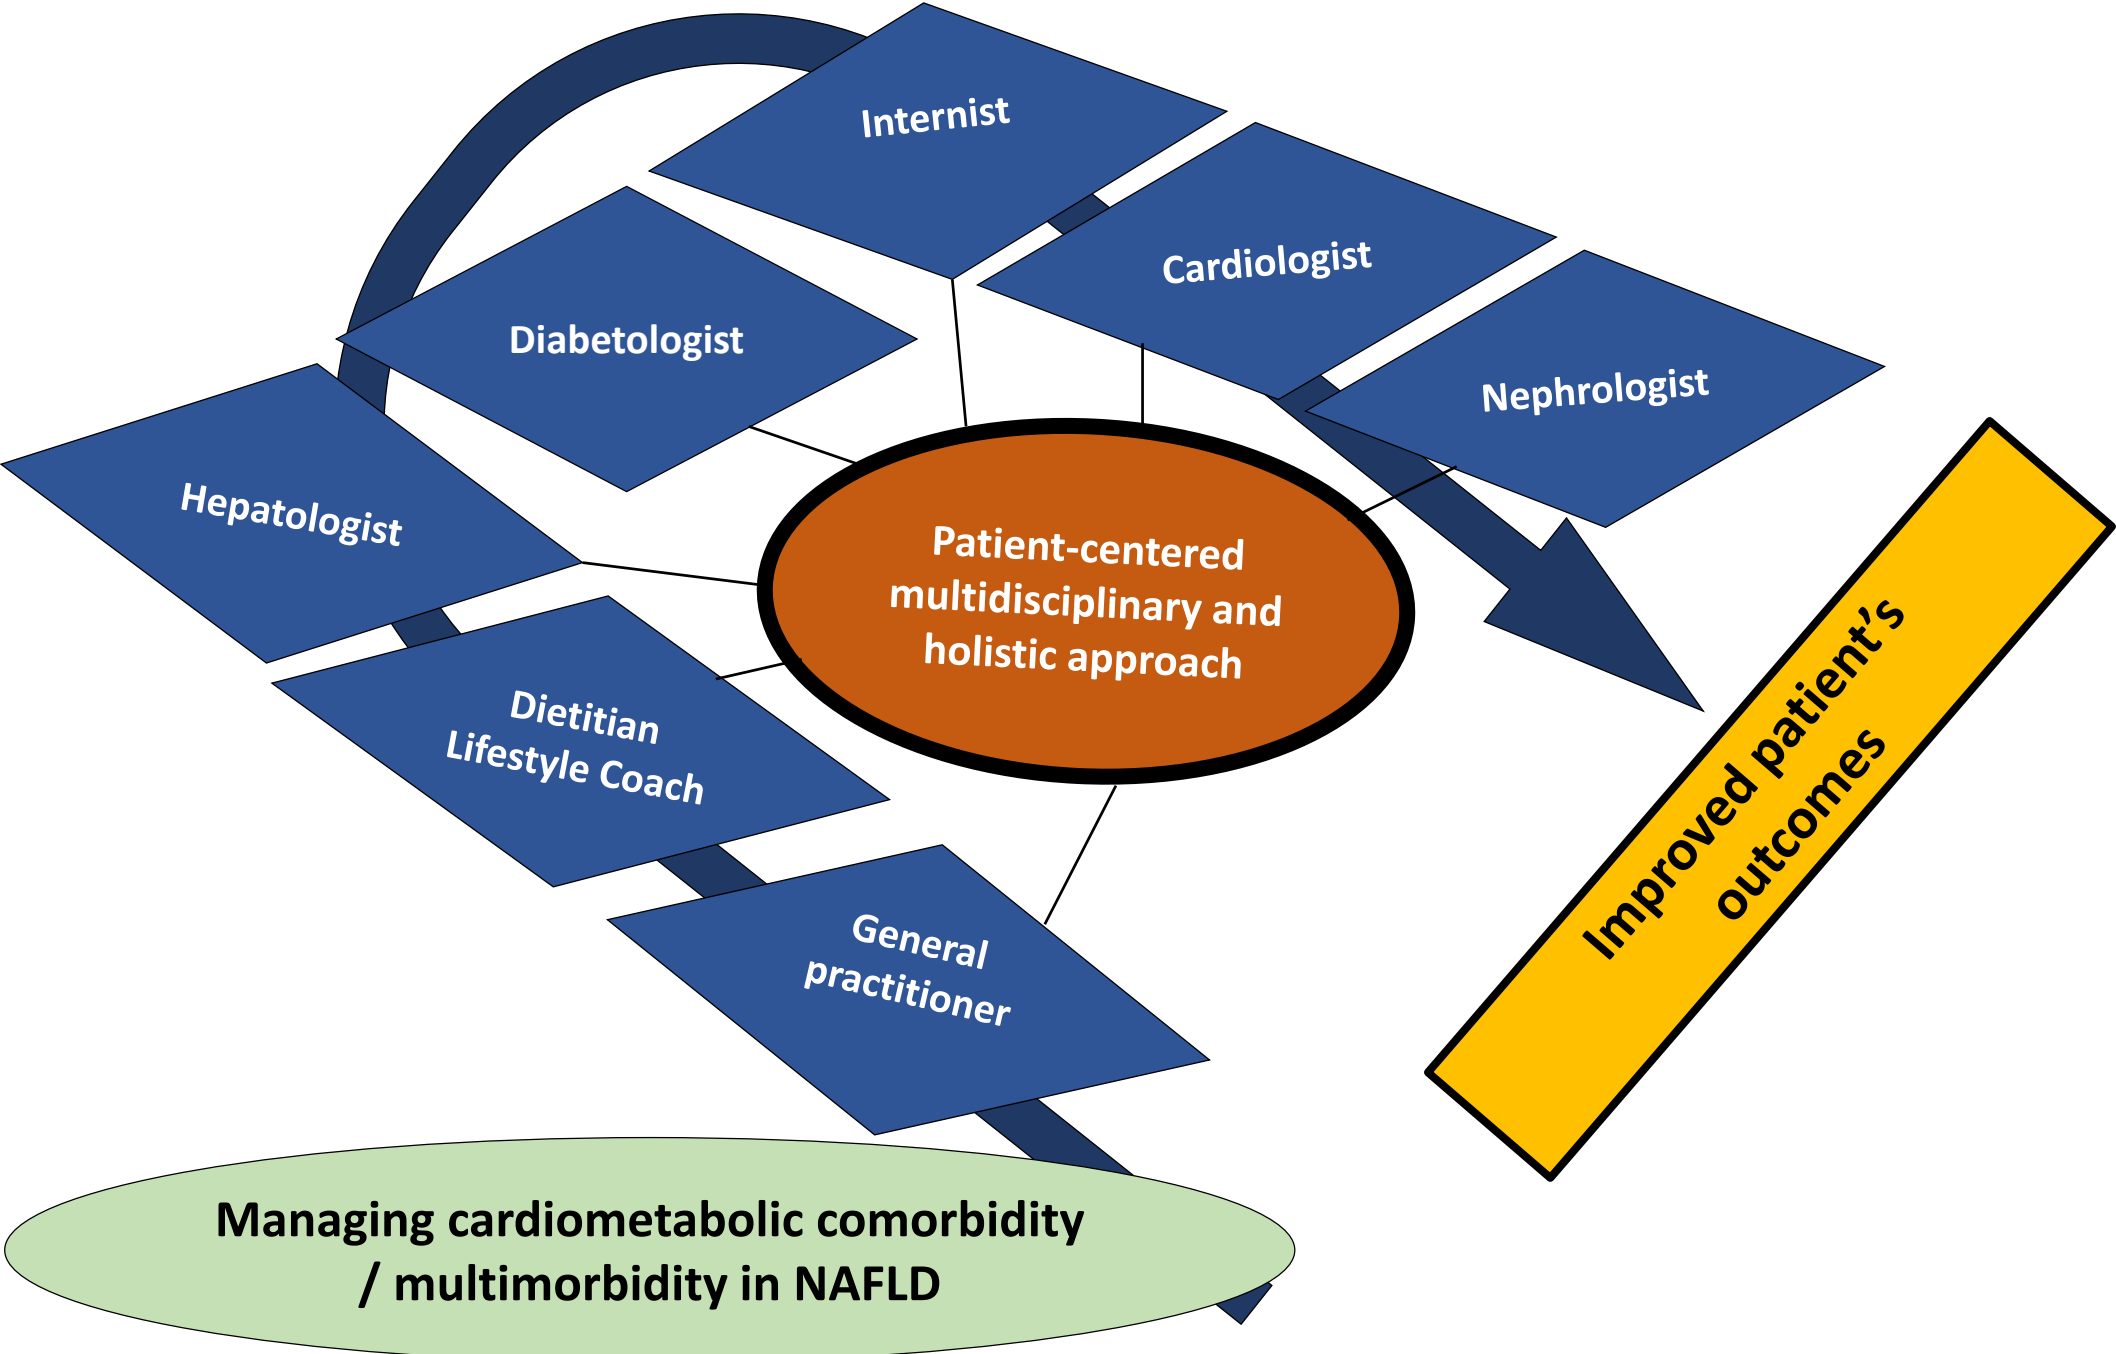 Internist
Cardiologist
Diabetologist
Nephrologist
Hepatologist
Patient-centered
multidisciplinary and
holistic approach
Dietitian
Lifestyle Coach
General
practitioner
Improved patient’s
outcomes
Managing cardiometabolic comorbidity
/ multimorbidity in NAFLD